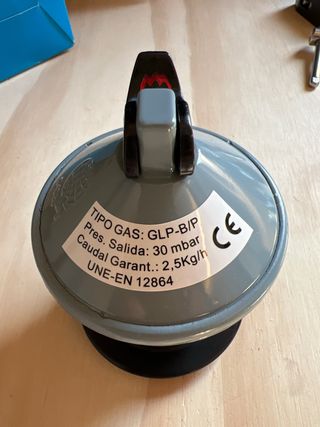 TIPO GAS: GLP-B/P
Pres. Salida: 30 mbar
Caudal Garant.: 2,5Kg/h
UNE-EN 12864
CE